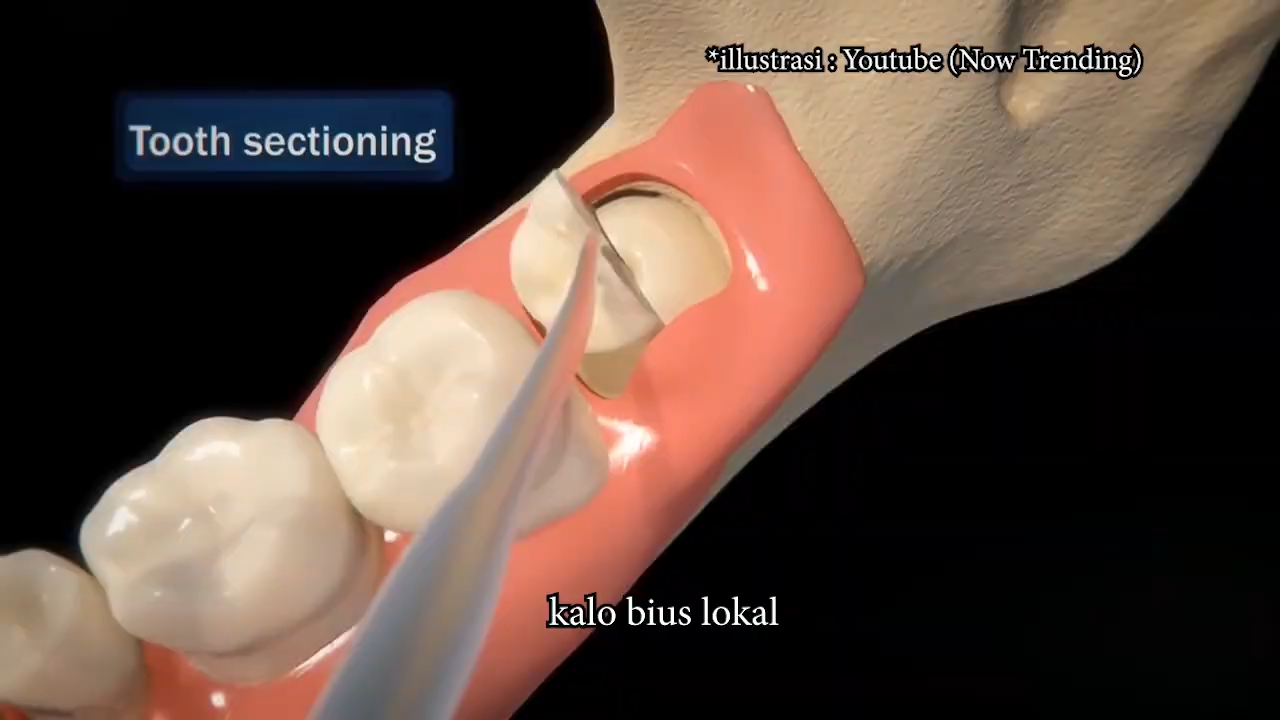 *illustrasi : Youtube (Now Trending)
Tooth sectioning
kalo bius lokal